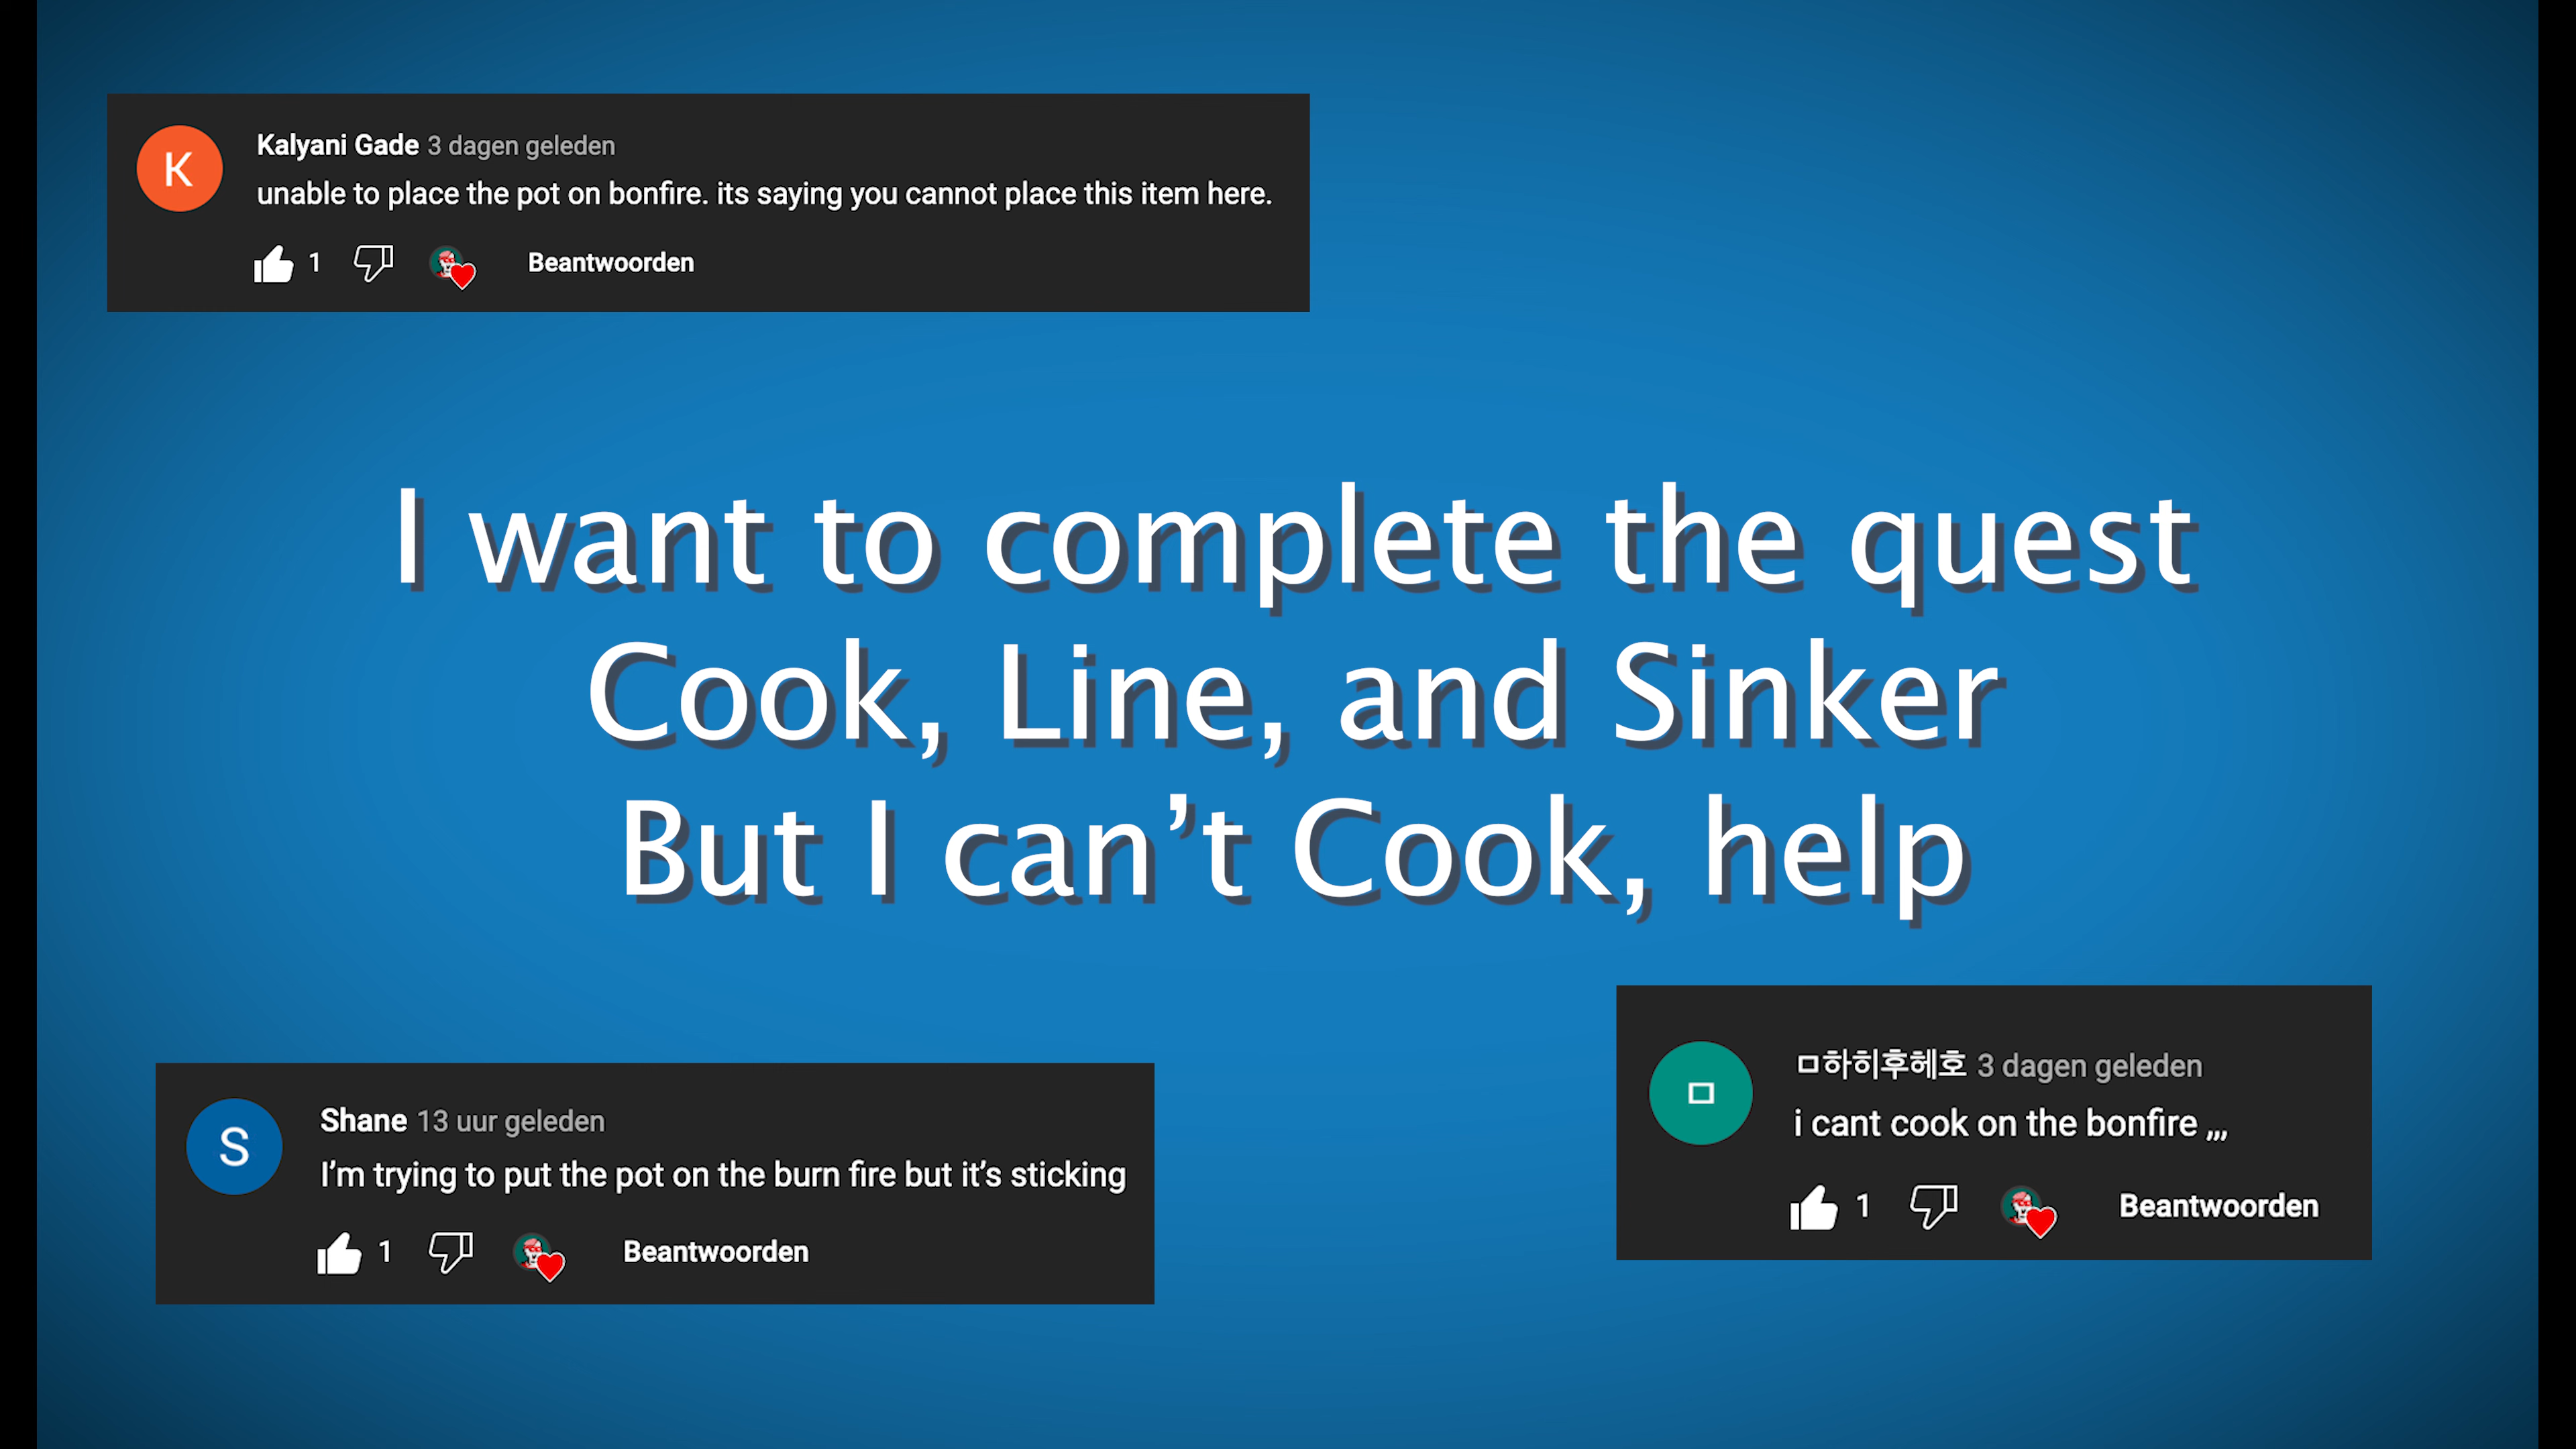 K
Kalyani Gade 3 dagen geleden
unable to place the pot on bonfire. its saying you cannot place this item here.
1 Beantwoorden
I want to complete the quest
Cook, Line, and Sinker
But I can’t Cook, help
S
Shane 13 uur geleden
I’m trying to put the pot on the burn fire but it’s sticking
1 Beantwoorden
ㅁ
ㅁ하히후헤호 3 dagen geleden
i cant cook on the bonfire ,,,
1 Beantwoorden